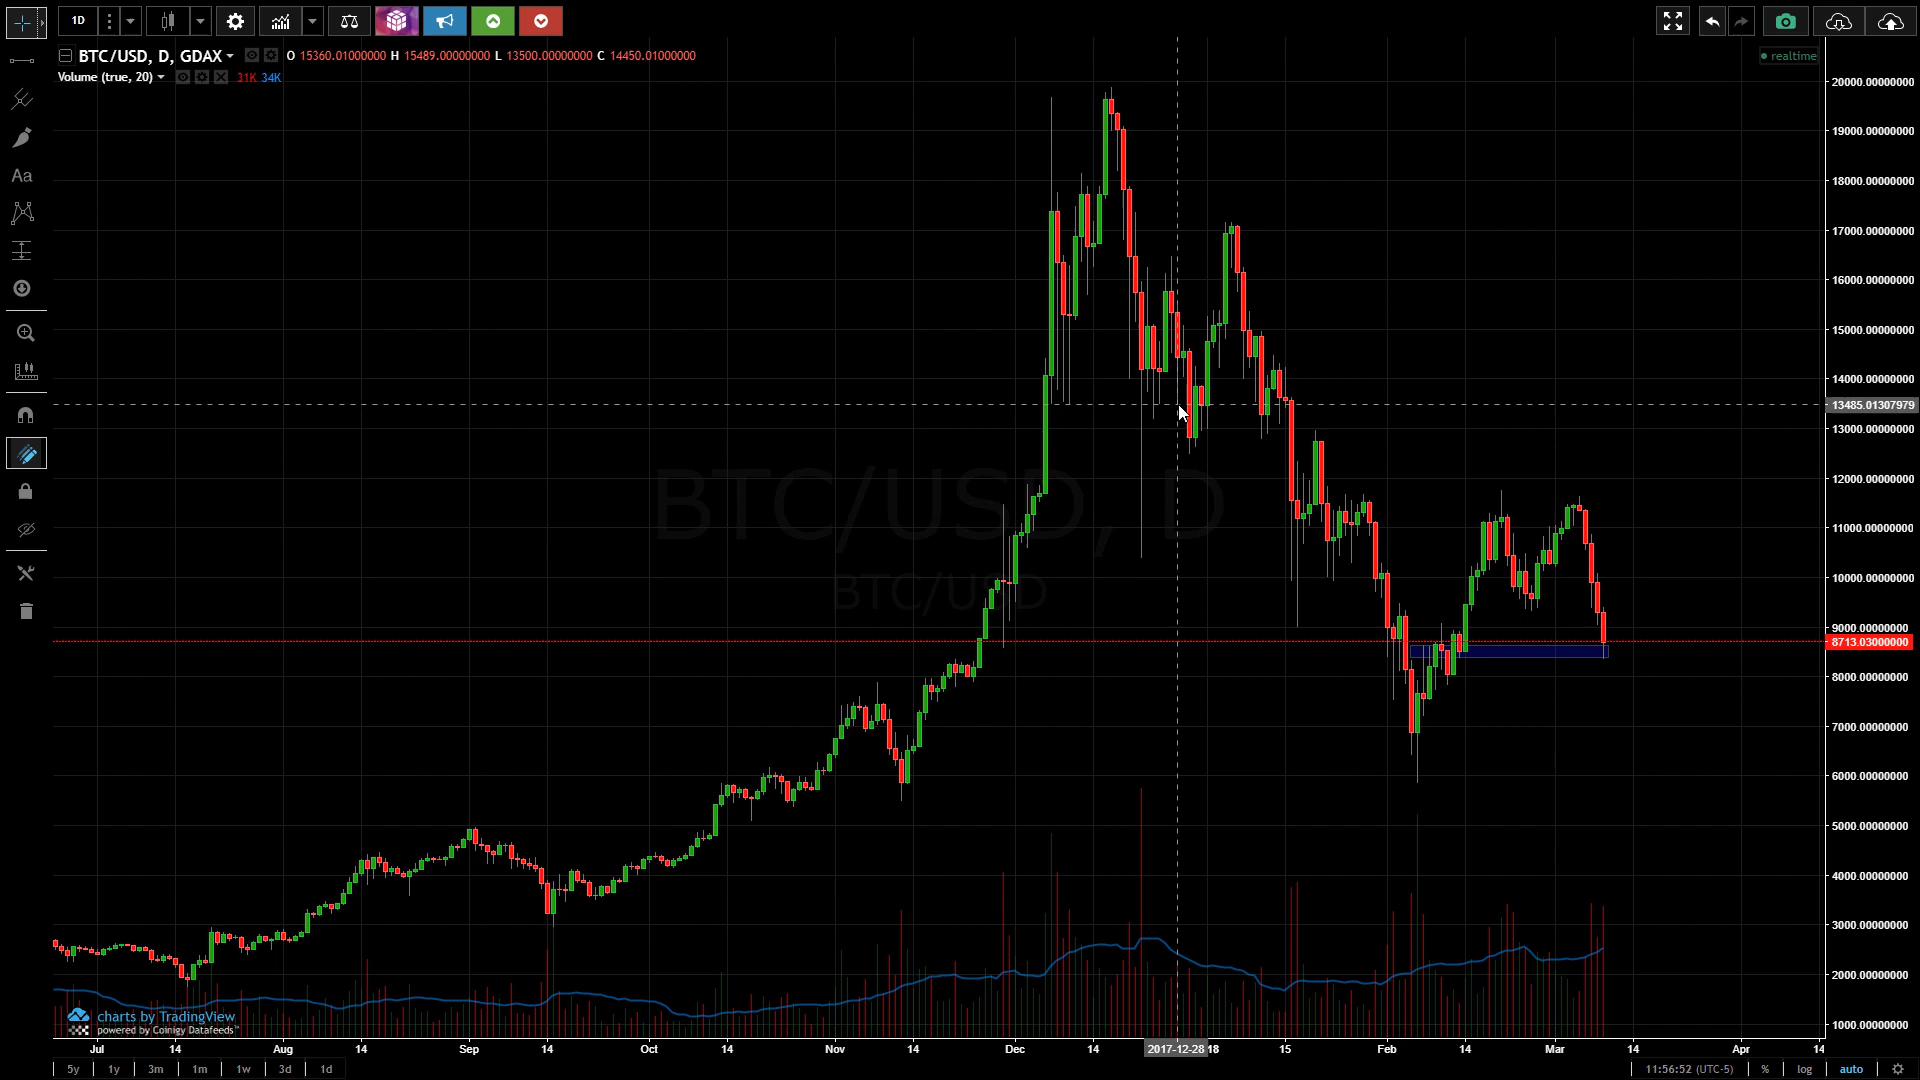 1D
BTC/USD, D, GDAX O 15360.01000000 H 15489.00000000 L 13500.00000000 C 14450.01000000
realtime
Volume (true, 20) 31K 34K
Aa
20000.00000000
19000.00000000
18000.00000000
17000.00000000
16000.00000000
15000.00000000
14000.00000000
13485.01307979
13000.00000000
12000.00000000
11000.00000000
10000.00000000
9000.00000000
8713.03000000
8000.00000000
7000.00000000
6000.00000000
5000.00000000
4000.00000000
3000.00000000
2000.00000000
1000.00000000
BTC/USD, D
BTC/USD
charts by TradingView
powered by Coinigy Datafeeds™
Jul 14 Aug 14 Sep 14 Oct 14 Nov 14 Dec 14 2017-12-28 18 15 Feb 14 Mar 14 Apr 14
5y 1y 3m 1m 1w 3d 1d 11:56:52 (UTC-5) % log auto